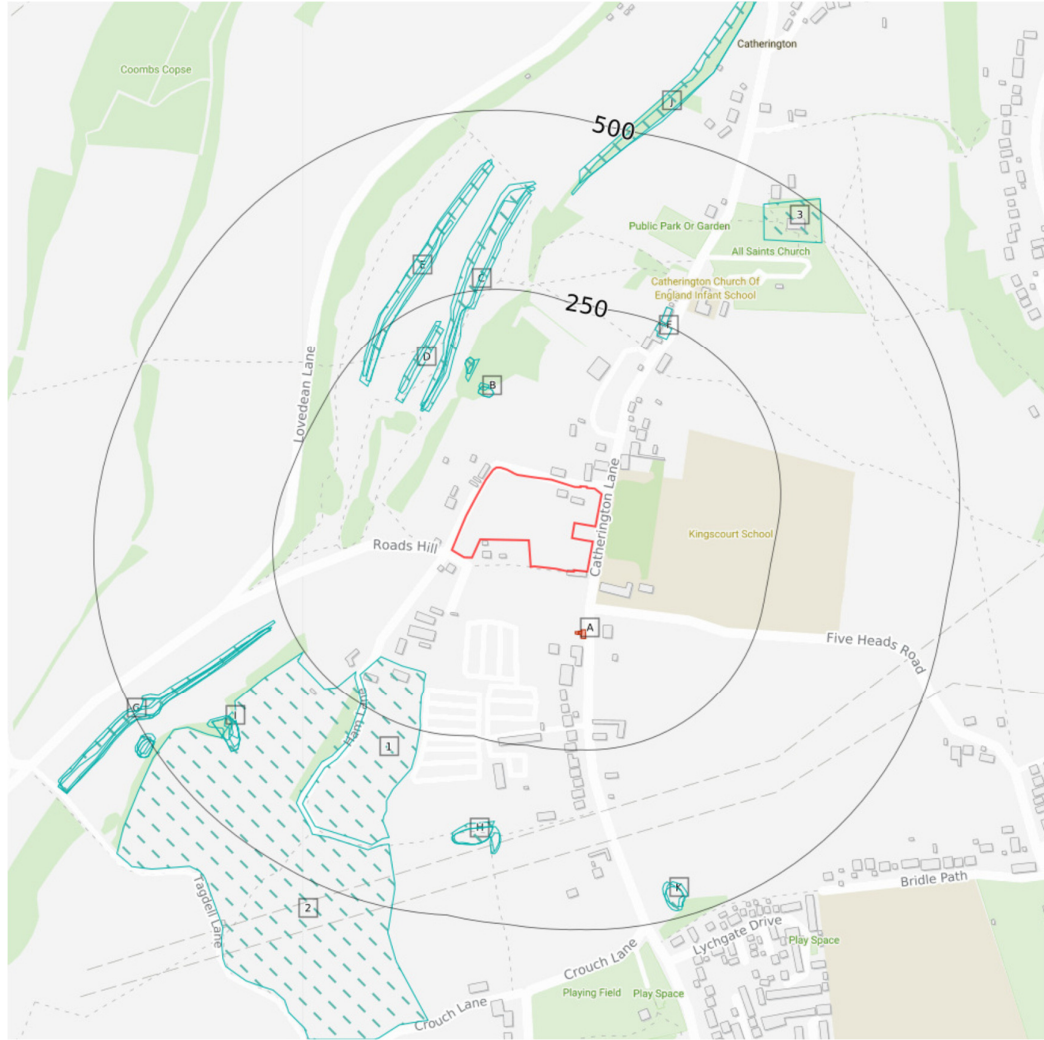 Catherington
Coombs Copse
J
500
3
Public Park Or Garden
All Saints Church
E
C
Catherington Church Of
England Infant School
250
F
D
B
Lovedean Lane
Catherington Lane
Kingscourt School
Roads Hill
A
Five Heads Road
G
I
Ham Lane
1
H
K
Bridle Path
2
Tagdell Lane
Lychgate Drive
Play Space
Crouch Lane
Playing Field
Play Space
Crouch Lane